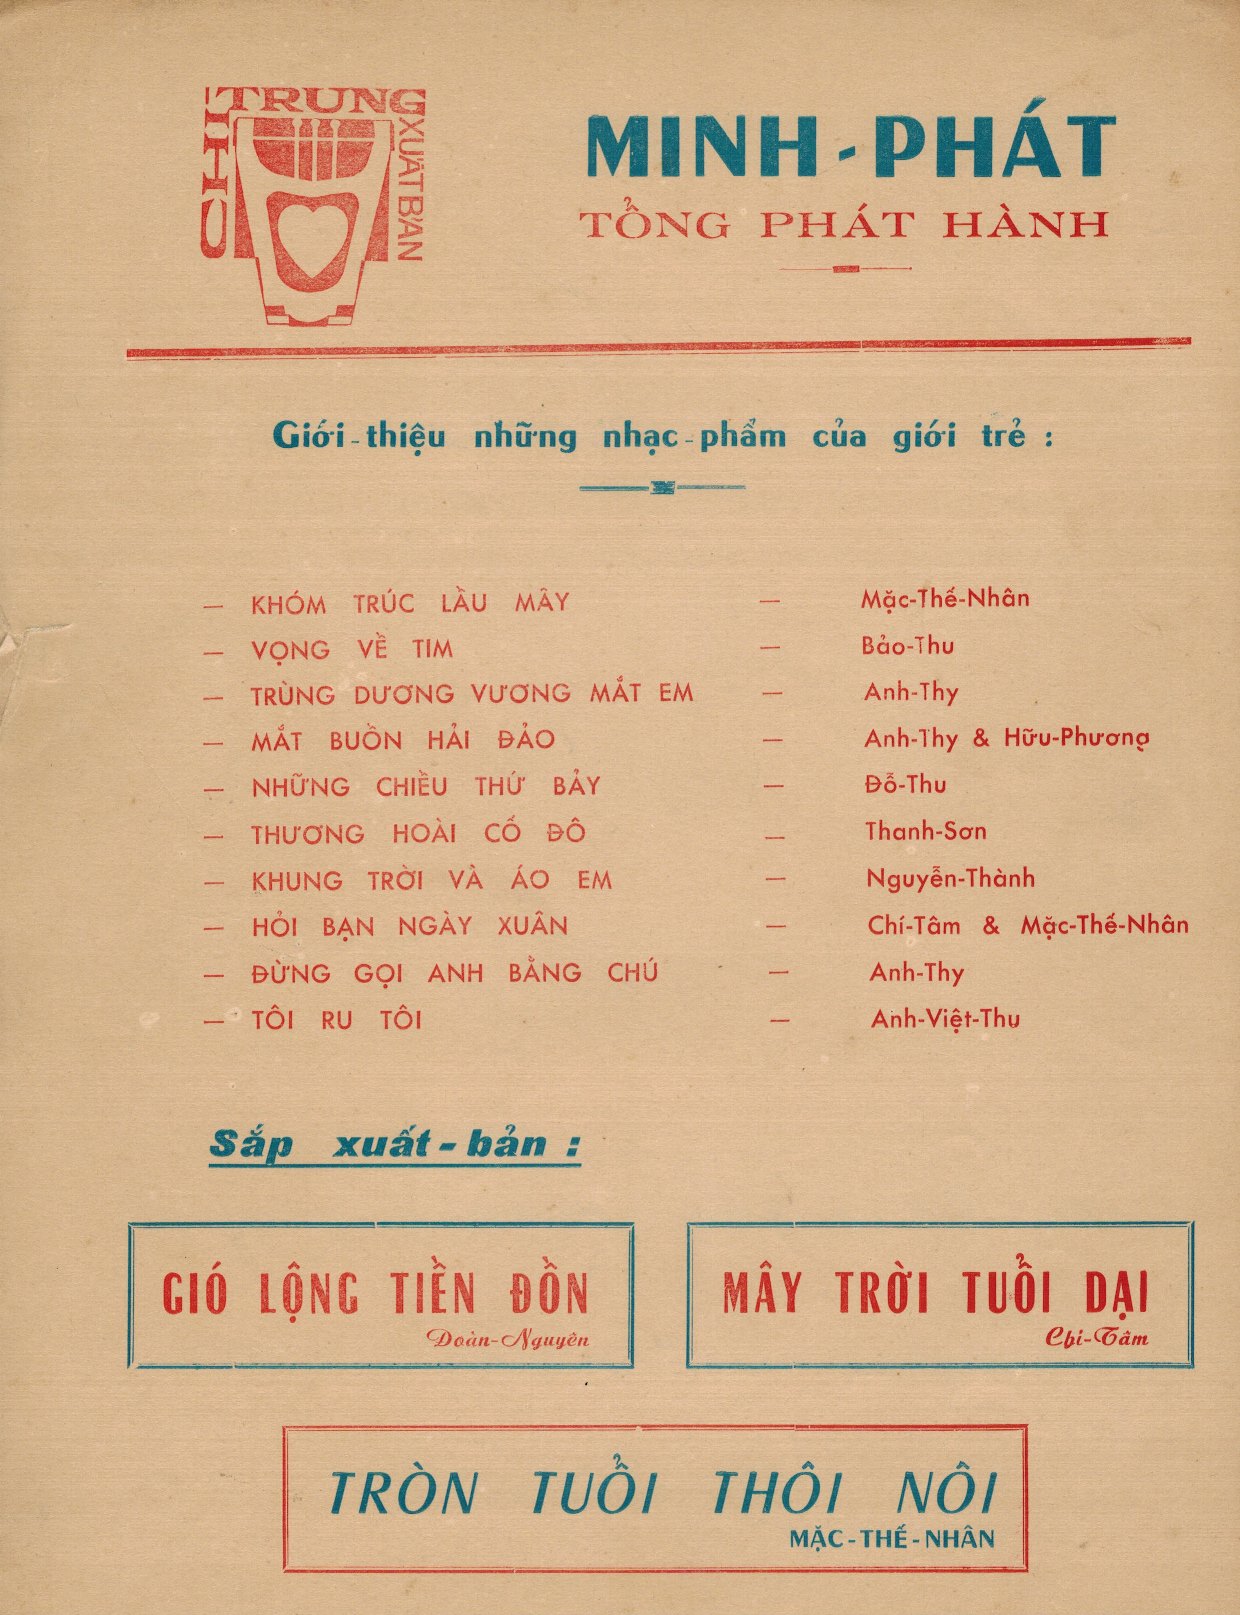 CHÍ TRUNG XUẤT BẢN
MINH - PHÁT
TỔNG PHÁT HÀNH
Giới-thiệu những nhạc-phẩm của giới trẻ :
— KHÓM TRÚC LẦU MÂY — Mặc-Thế-Nhân
— VỌNG VỀ TIM — Bảo-Thu
— TRÙNG DƯƠNG VƯƠNG MẮT EM — Anh-Thy
— MẮT BUỒN HẢI ĐẢO — Anh-Thy & Hữu-Phương
— NHỮNG CHIỀU THỨ BẢY — Đỗ-Thu
— THƯƠNG HOÀI CỐ ĐÔ — Thanh-Sơn
— KHUNG TRỜI VÀ ÁO EM — Nguyễn-Thành
— HỎI BẠN NGÀY XUÂN — Chí-Tâm & Mặc-Thế-Nhân
— ĐỪNG GỌI ANH BẰNG CHÚ — Anh-Thy
— TÔI RU TÔI — Anh-Việt-Thu
Sắp xuất-bản :
GIÓ LỘNG TIỀN ĐỒN
Đoàn-Nguyên
MÂY TRỜI TUỔI DẠI
Chi-Tâm
TRÒN TUỔI THÔI NÔI
MẶC-THẾ-NHÂN